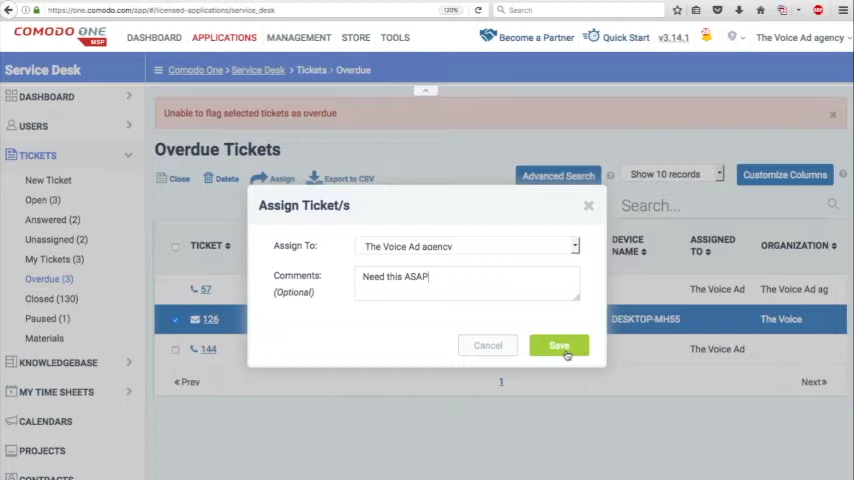 https://one.comodo.com/app/#/licensed-applications/service_desk
120%
Search
COMODO ONE
MSP
DASHBOARD APPLICATIONS MANAGEMENT STORE TOOLS
Become a Partner
Quick Start
v3.14.1
The Voice Ad agency
Service Desk
Comodo One > Service Desk > Tickets > Overdue
DASHBOARD
USERS
TICKETS
New Ticket
Open (3)
Answered (2)
Unassigned (2)
My Tickets (3)
Overdue (3)
Closed (130)
Paused (1)
Materials
KNOWLEDGEBASE
MY TIME SHEETS
CALENDARS
PROJECTS
CONTRACTS
Unable to flag selected tickets as overdue
Overdue Tickets
Close Delete Assign Export to CSV
Advanced Search
Show 10 records
Customize Columns
Search...
TICKET
DEVICE NAME
ASSIGNED TO
ORGANIZATION
57 The Voice Ad The Voice Ad ag
126 DESKTOP-MH55 The Voice
144 The Voice Ad
«Prev 1 Next»
Assign Ticket/s
Assign To: The Voice Ad agency
Comments: Need this ASAP
(Optional)
Cancel Save